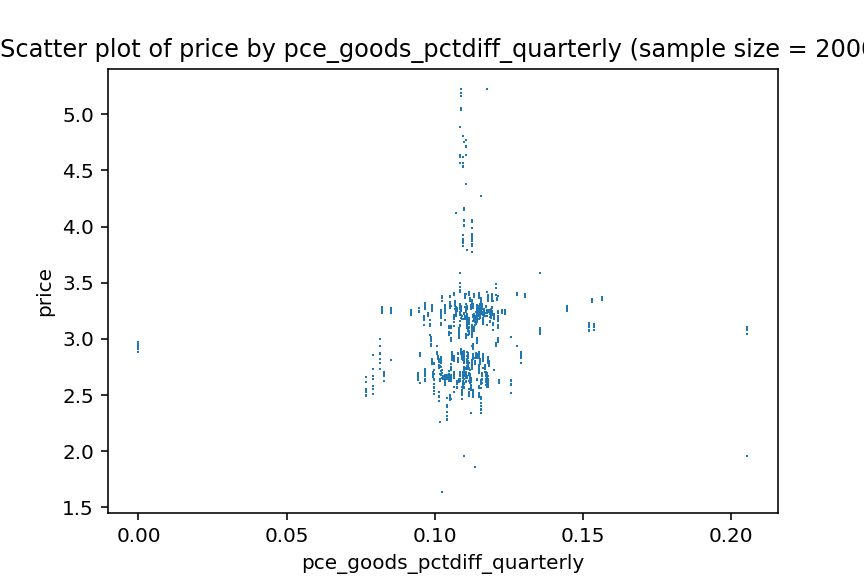 Scatter plot of price by pce_goods_pctdiff_quarterly (sample size = 200
5.0
4.5
4.0
3.5
3.0
2.5
2.0
1.5
price
0.00 0.05 0.10 0.15 0.20
pce_goods_pctdiff_quarterly